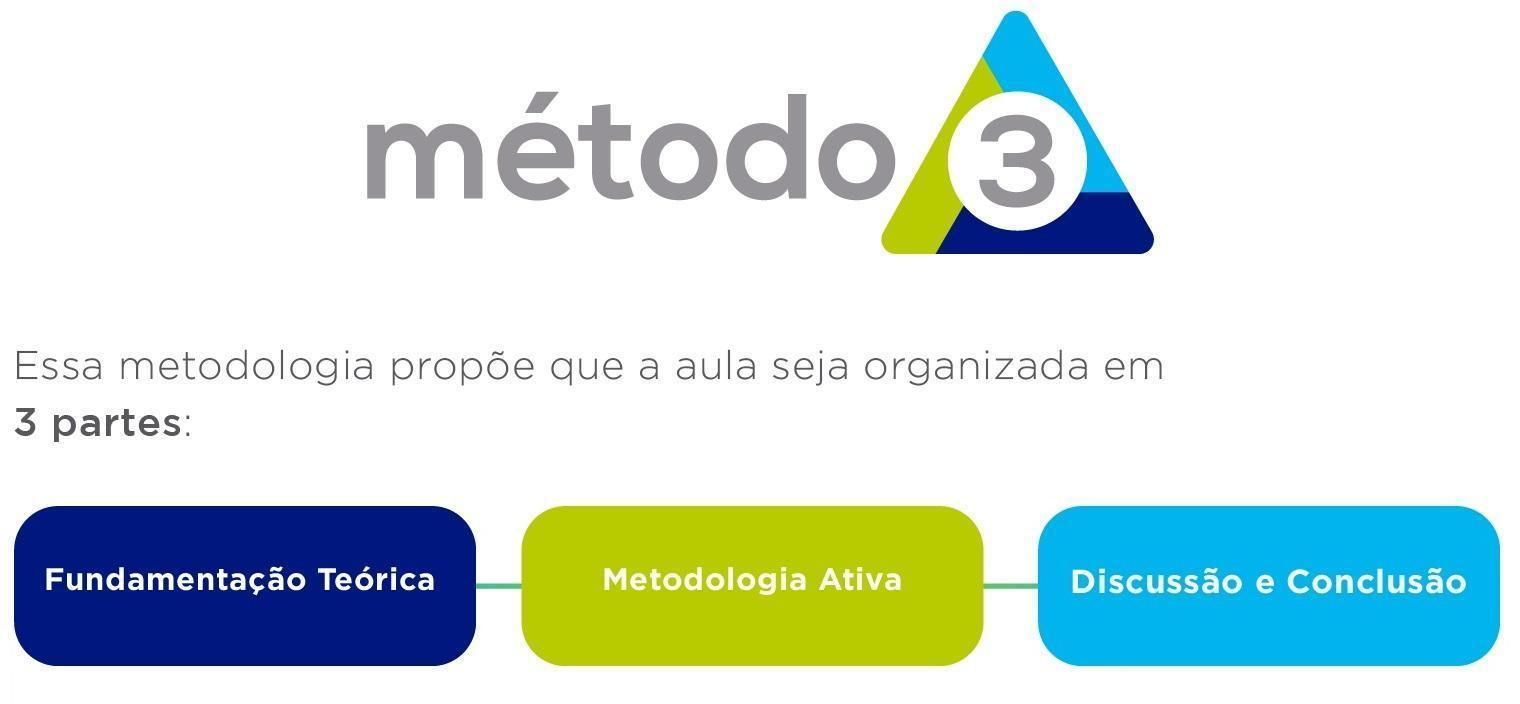 método 3
Essa metodologia propõe que a aula seja organizada em
3 partes:
Fundamentação Teórica
Metodologia Ativa
Discussão e Conclusão